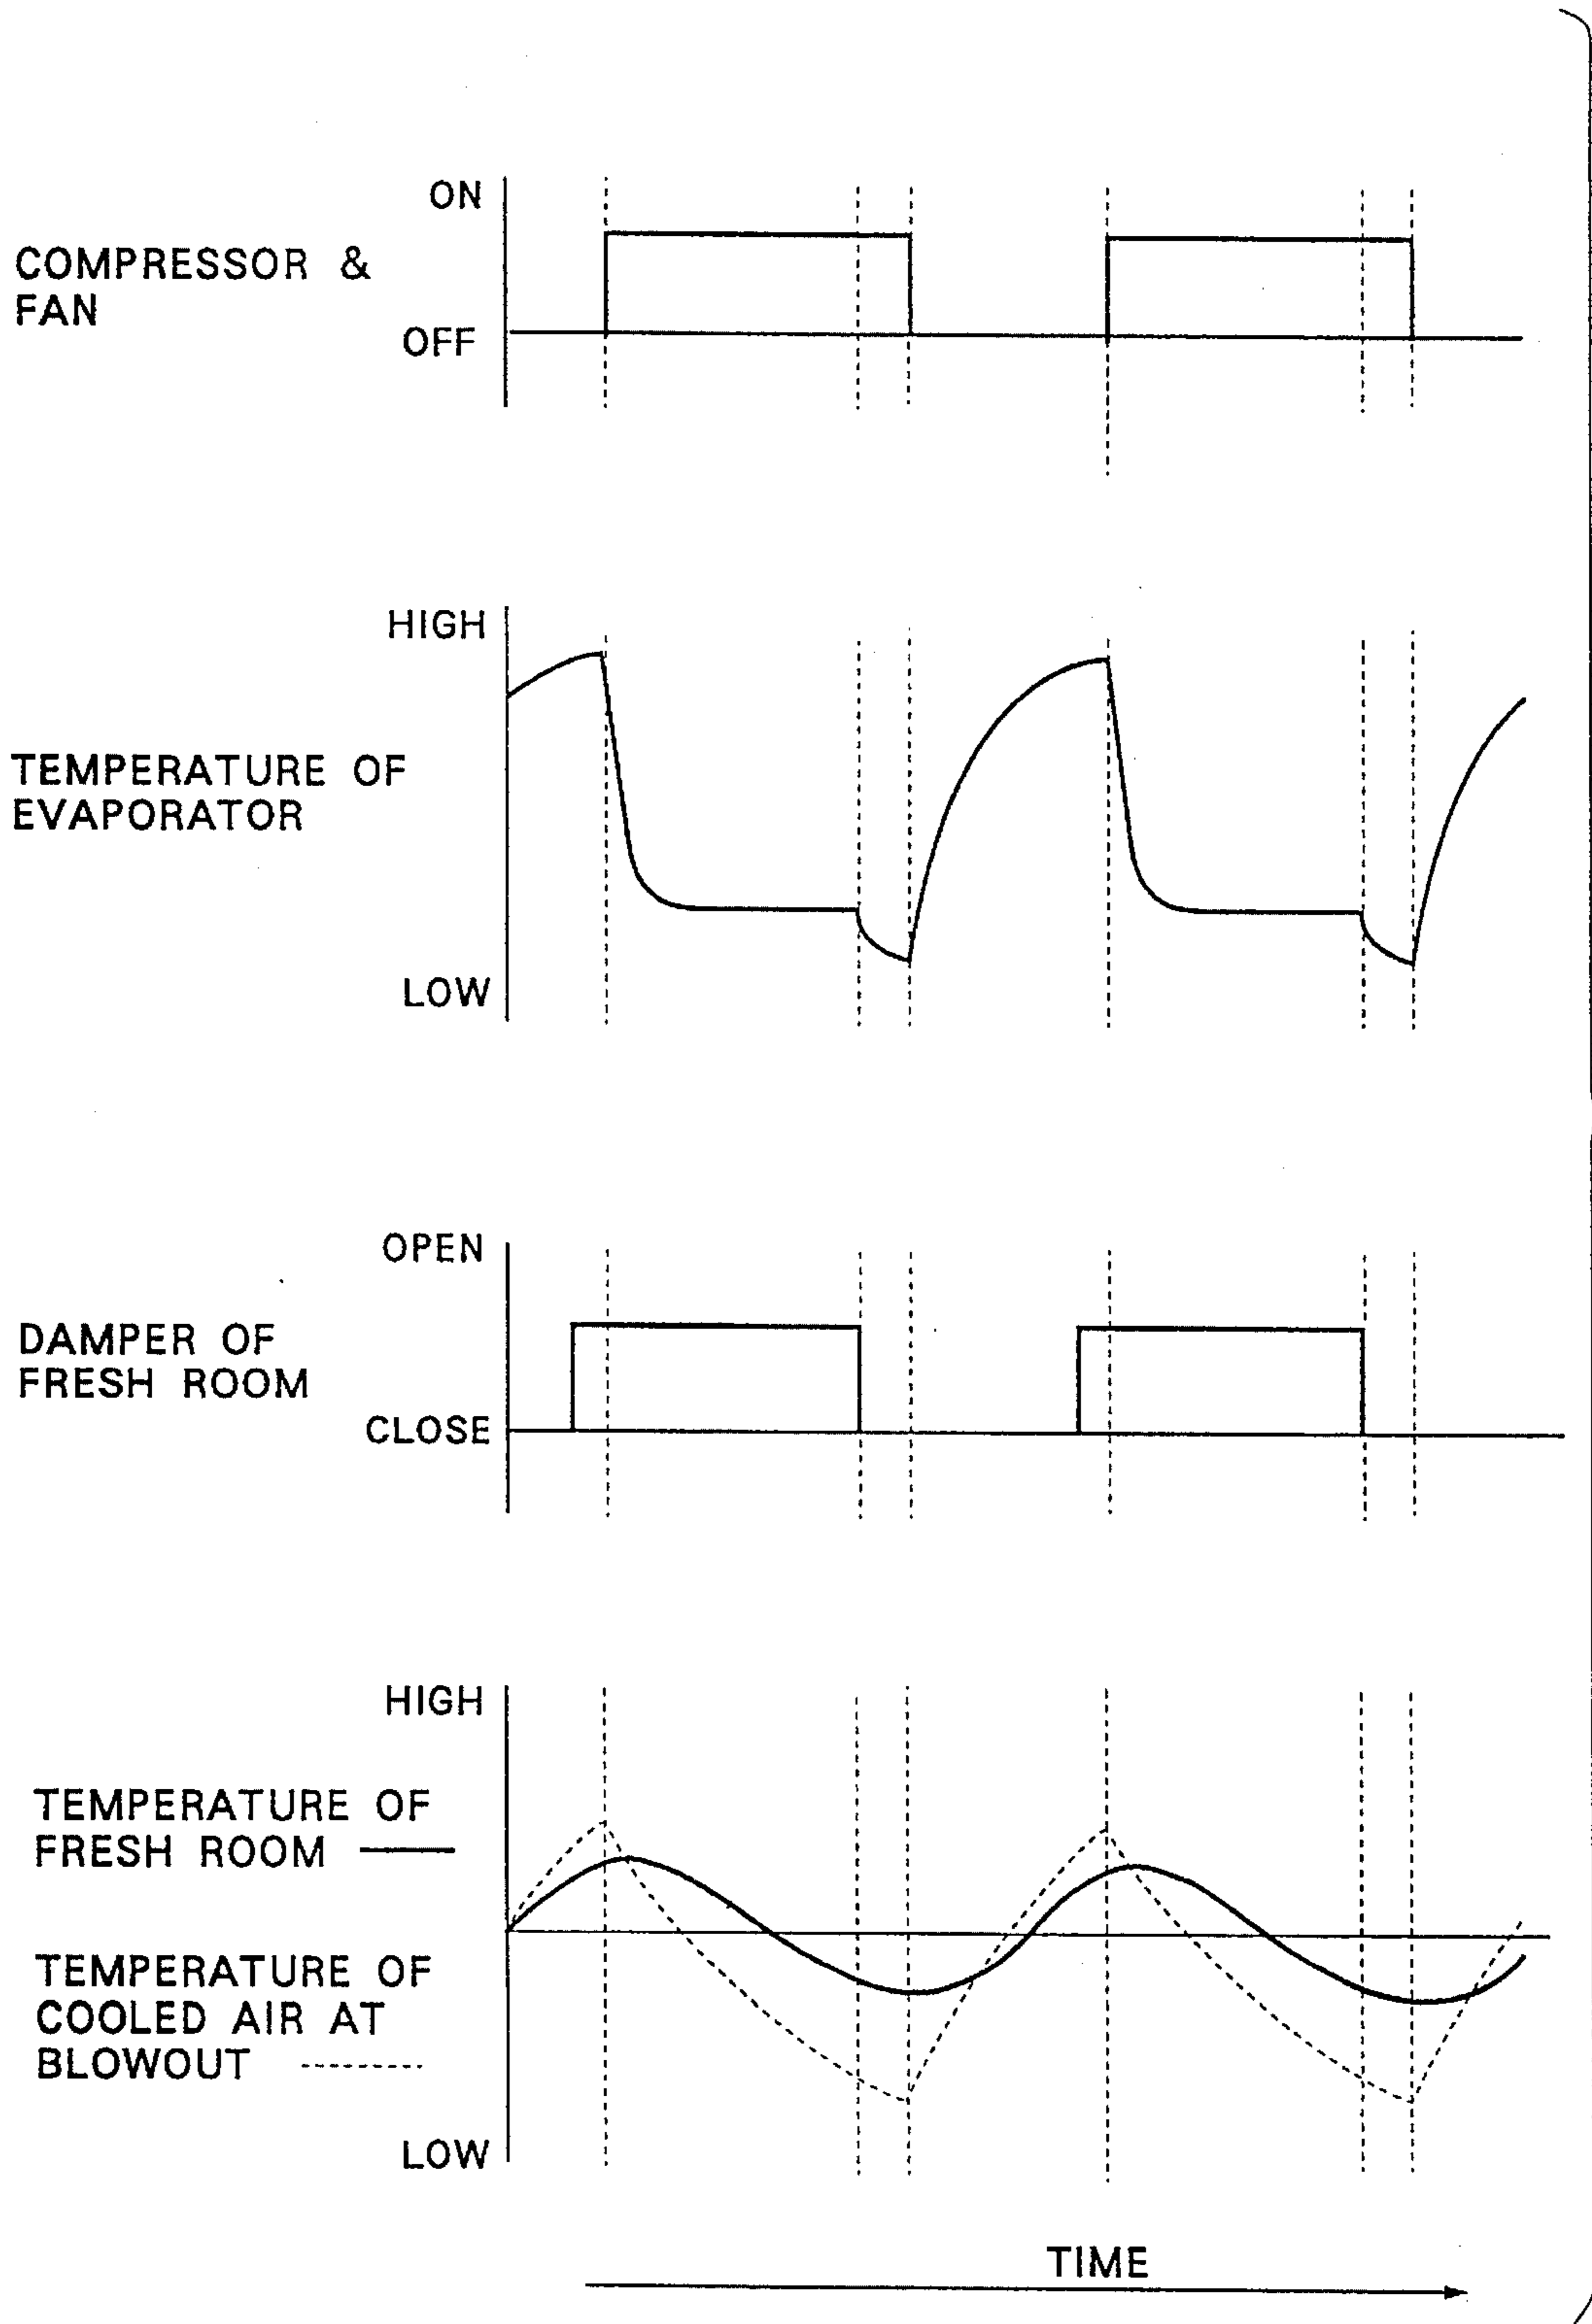 ON
COMPRESSOR &
FAN
OFF
HIGH
TEMPERATURE OF
EVAPORATOR
LOW
OPEN
DAMPER OF
FRESH ROOM
CLOSE
HIGH
TEMPERATURE OF
FRESH ROOM
TEMPERATURE OF
COOLED AIR AT
BLOWOUT
LOW
TIME